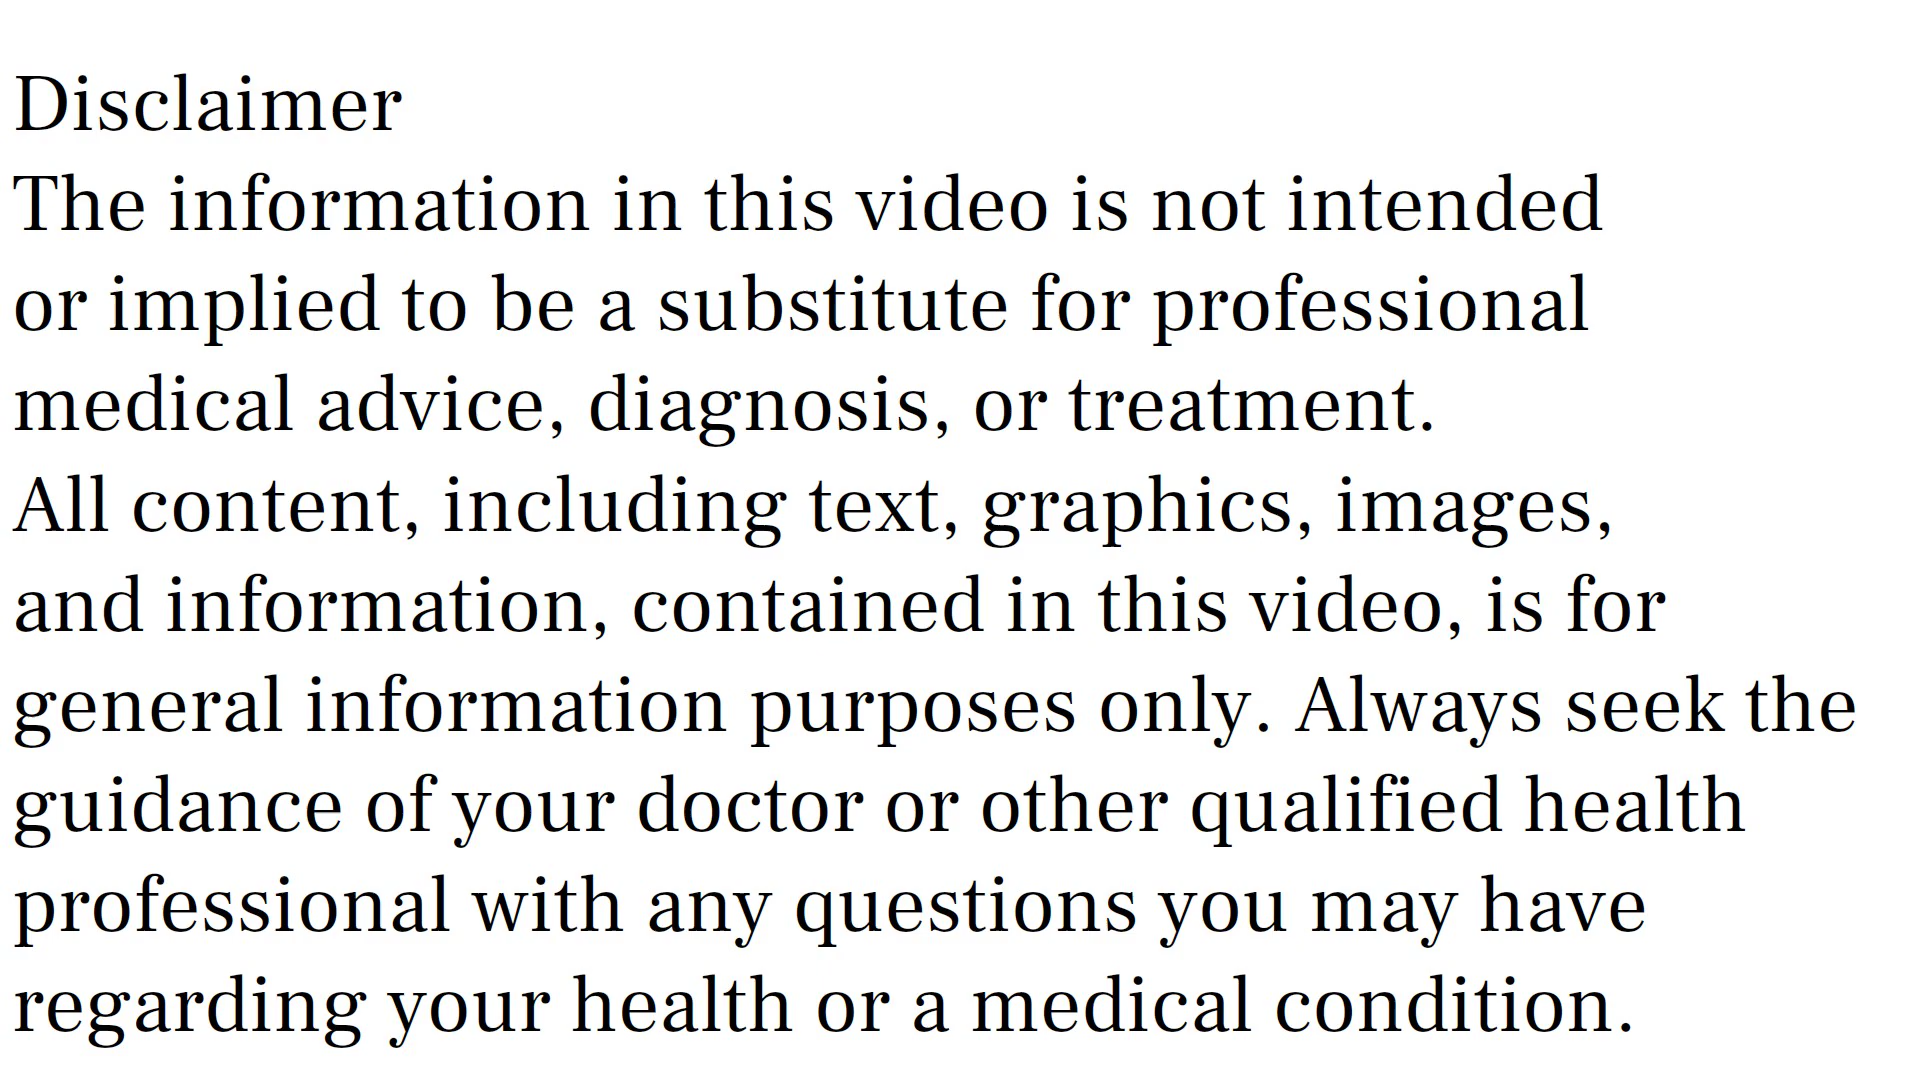 Disclaimer
The information in this video is not intended
or implied to be a substitute for professional
medical advice, diagnosis, or treatment.
All content, including text, graphics, images,
and information, contained in this video, is for
general information purposes only. Always seek the
guidance of your doctor or other qualified health
professional with any questions you may have
regarding your health or a medical condition.